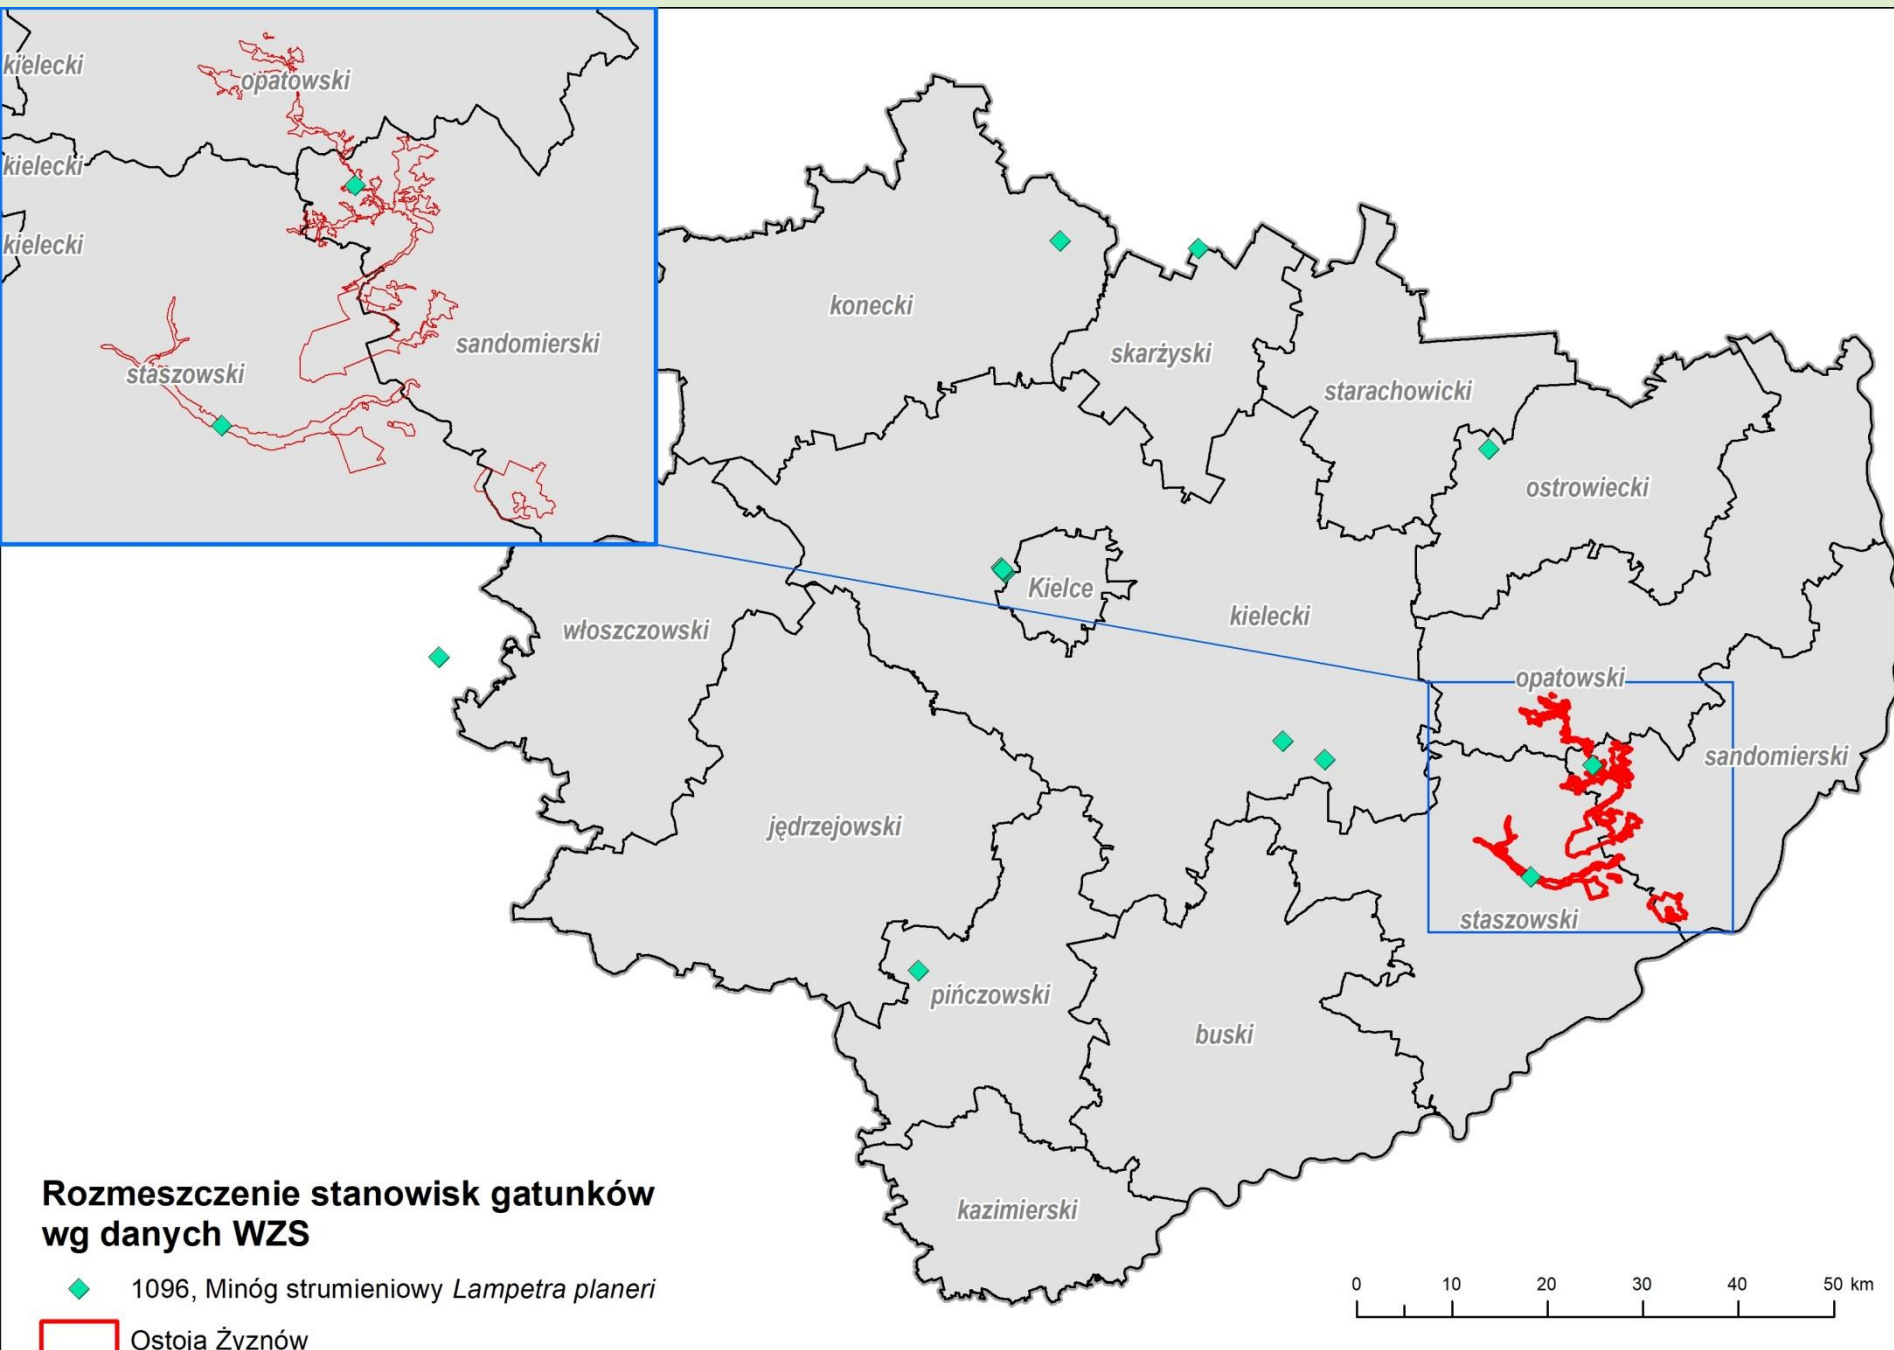 kielecki
opatowski
kielecki
kielecki
sandomierski
staszowski
konecki
skarżyski
starachowicki
ostrowiecki
Kielce
kielecki
włoszczowski
opatowski
sandomierski
jędrzejowski
staszowski
pińczowski
buski
kazimierski
Rozmeszczenie stanowisk gatunków
wg danych WZS
1096, Minóg strumieniowy Lampetra planeri
Ostoja Żyznów
0 10 20 30 40 50 km